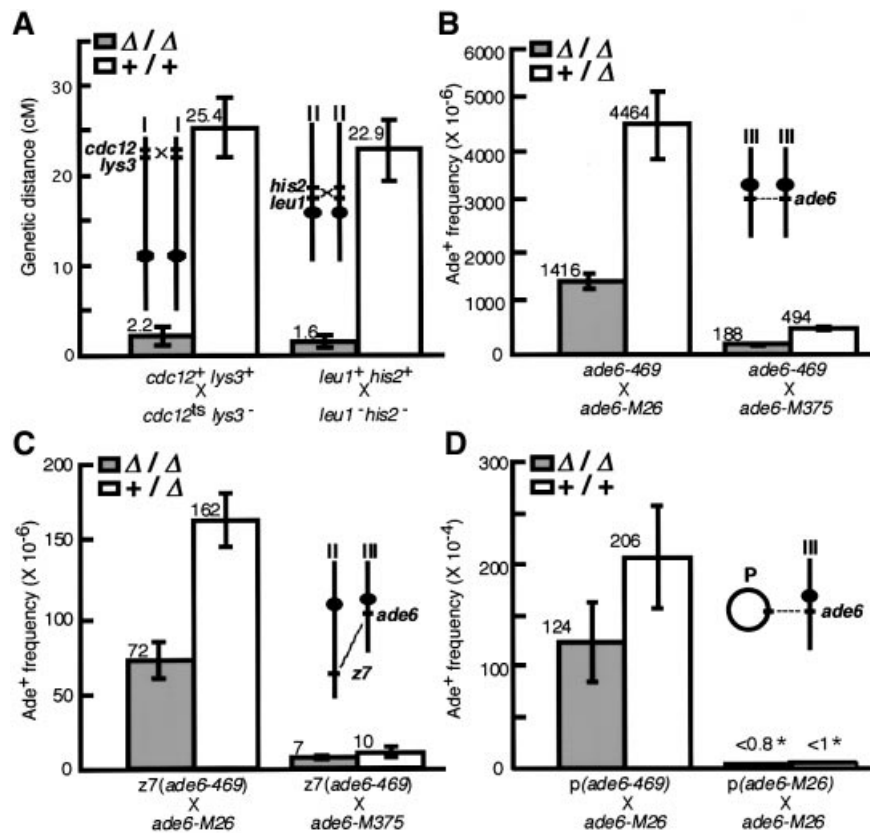 A
Δ / Δ
+ / +
Genetic distance (cM)
30
20
10
0
I I
cdc12
lys3
II II
his2
leu1
2.2
25.4
1.6
22.9
cdc12+ lys3+
X
cdc12ts lys3-
leu1+ his2+
X
leu1- his2-
B
Δ / Δ
+ / Δ
Ade+ frequency (X 10-6)
6000
5000
4000
3000
2000
1000
0
III III
ade6
1416
4464
188
494
ade6-469
X
ade6-M26
ade6-469
X
ade6-M375
C
Δ / Δ
+ / Δ
Ade+ frequency (X 10-6)
200
150
100
50
0
II III
ade6
z7
72
162
7
10
z7(ade6-469)
X
ade6-M26
z7(ade6-469)
X
ade6-M375
D
Δ / Δ
+ / +
Ade+ frequency (X 10-4)
300
200
100
0
P
III
ade6
124
206
<0.8 *
<1 *
p(ade6-469)
X
ade6-M26
p(ade6-M26)
X
ade6-M26